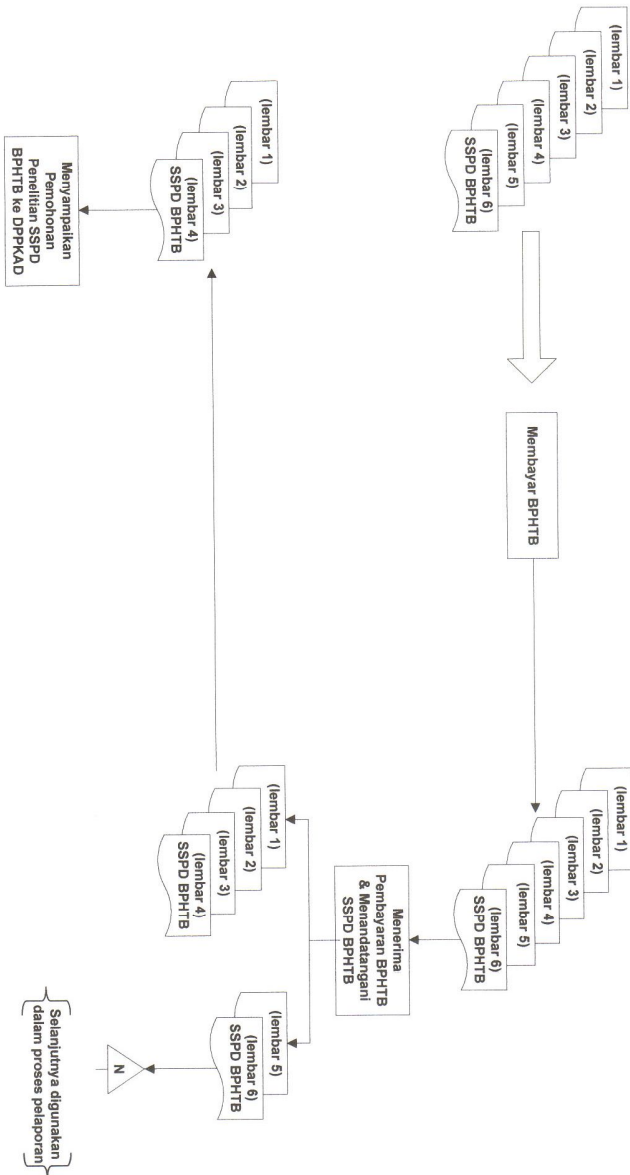 (lembar 1)
(lembar 2)
(lembar 3)
(lembar 4)
(lembar 5)
(lembar 6)
SSPD BPHTB
Membayar BPHTB
(lembar 1)
(lembar 2)
(lembar 3)
(lembar 4)
(lembar 5)
(lembar 6)
SSPD BPHTB
Menerima
Pembayaran BPHTB
& Menandatangani
SSPD BPHTB
(lembar 1)
(lembar 2)
(lembar 3)
(lembar 4)
SSPD BPHTB
(lembar 5)
(lembar 6)
SSPD BPHTB
N
Selanjutnya digunakan
dalam proses pelaporan
(lembar 1)
(lembar 2)
(lembar 3)
(lembar 4)
SSPD BPHTB
Menyampaikan
Pemohonan
Penelitian SSPD
BPHTB ke DPPKAD